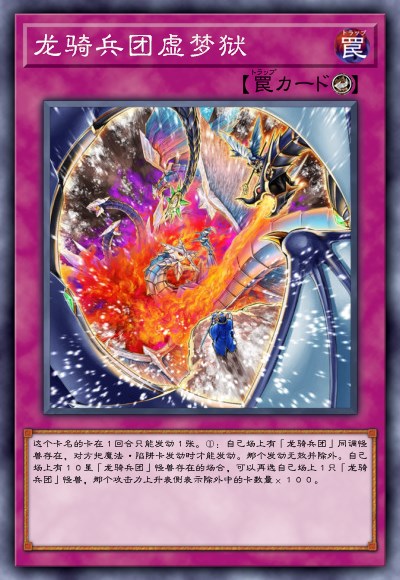 龙骑兵团虚梦狱
トラップ
罠
トラップ
【罠カード】
这个卡名的卡在1回合只能发动1张。①：自己场上有「龙骑兵团」同调怪
兽存在，对方把魔法·陷阱卡发动时才能发动。那个发动无效并除外。自己
场上有10星「龙骑兵团」怪兽存在的场合，可以再选自己场上1只「龙骑
兵团」怪兽，那个攻击力上升表侧表示除外中的卡数量×100。